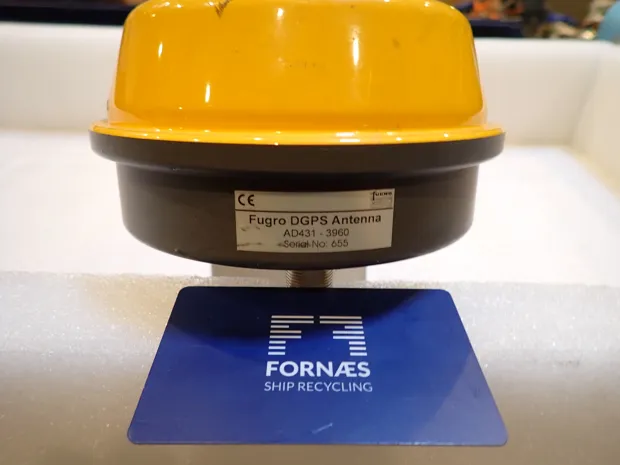 CE
FUGRO
Fugro DGPS Antenna
AD431 - 3960
Serial No: 655
FORNÆS
SHIP RECYCLING